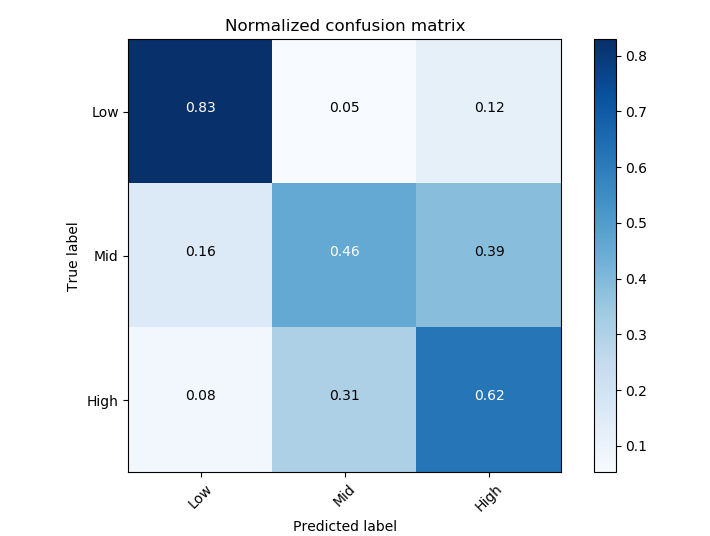 Normalized confusion matrix
True label
Low 0.83 0.05 0.12
Mid 0.16 0.46 0.39
High 0.08 0.31 0.62
Low Mid High
Predicted label
0.8
0.7
0.6
0.5
0.4
0.3
0.2
0.1